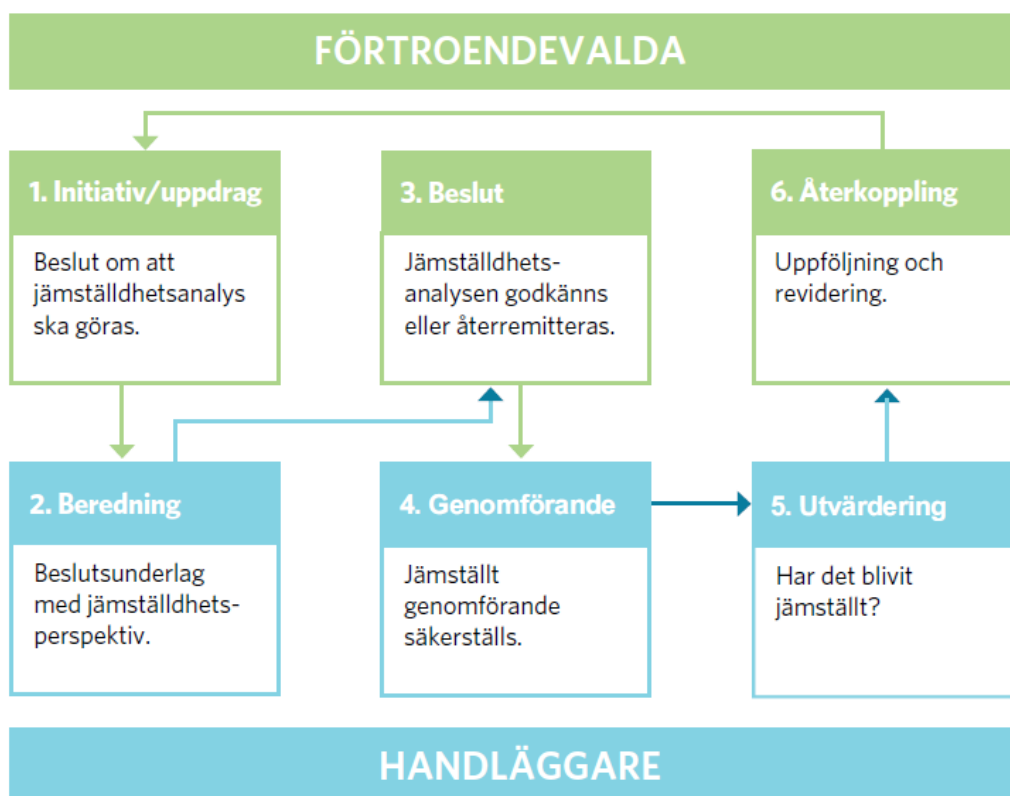 FÖRTROENDEVALDA
1. Initiativ/uppdrag
Beslut om att
jämställdhetsanalys
ska göras.
3. Beslut
Jämställdhets-
analysen godkänns
eller återremitteras.
6. Återkoppling
Uppföljning och
revidering.
2. Beredning
Beslutsunderlag
med jämställdhets-
perspektiv.
4. Genomförande
Jämställt
genomförande
säkerställs.
5. Utvärdering
Har det blivit
jämställt?
HANDLÄGGARE